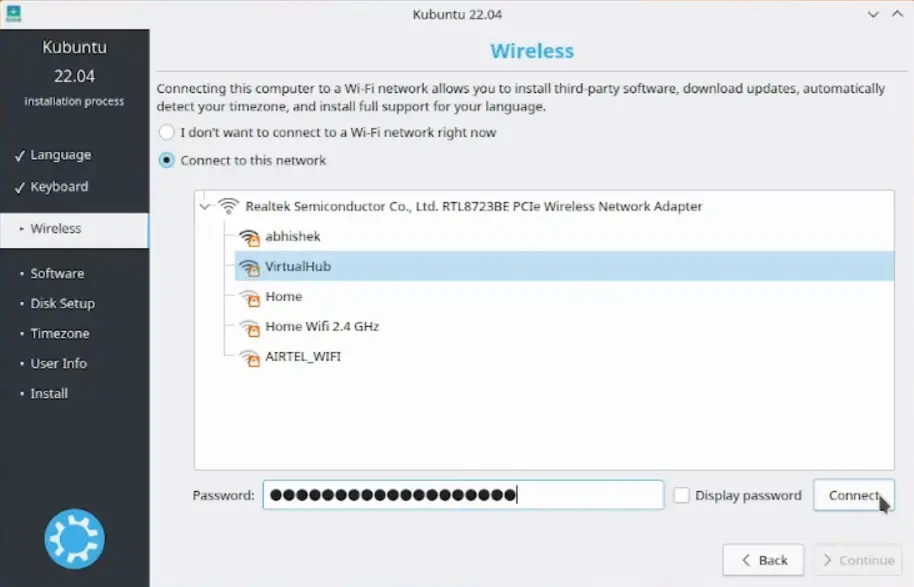 Kubuntu 22.04
Kubuntu
22.04
installation process
Language
Keyboard
Wireless
Software
Disk Setup
Timezone
User Info
Install
Wireless
Connecting this computer to a Wi-Fi network allows you to install third-party software, download updates, automatically
detect your timezone, and install full support for your language.
I don't want to connect to a Wi-Fi network right now
Connect to this network
Realtek Semiconductor Co., Ltd. RTL8723BE PCIe Wireless Network Adapter
abhishek
VirtualHub
Home
Home Wifi 2.4 GHz
AIRTEL_WIFI
Password: ●●●●●●●●●●●●●●●●●●● Display password Connect
Back Continue